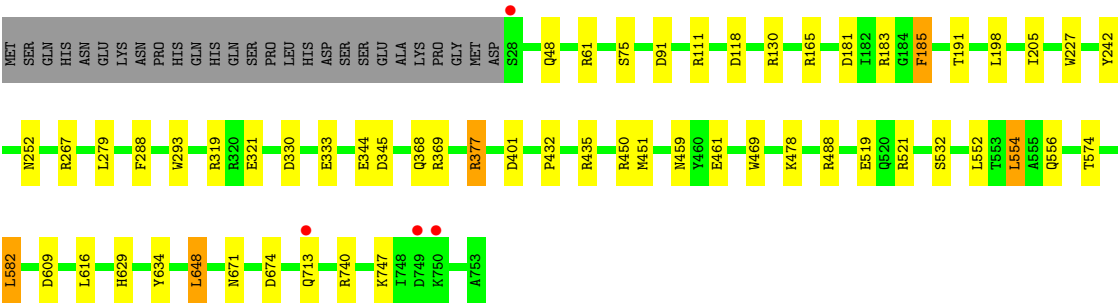 MET SER GLN HIS ASN GLU LYS ASN PRO HIS GLN HIS GLN SER PRO LEU HIS ASP SER SER GLU ALA LYS PRO GLY MET ASP S28 Q48 R61 S75 D91 R111 D118 R130 R165 D181 I182 R183 G184 F185 T191 L198 I205 W227 Y242
N252 R267 L279 F288 W293 R319 R320 E321 D330 E333 E344 D345 Q368 R369 R377 D401 P432 R435 R450 M451 N459 Y460 E461 W469 K478 R488 E519 Q520 R521 S532 L552 T553 L554 A555 Q556 T574
L582 D609 L616 H629 Y634 L648 N671 D674 Q713 R740 K747 I748 D749 K750 A753